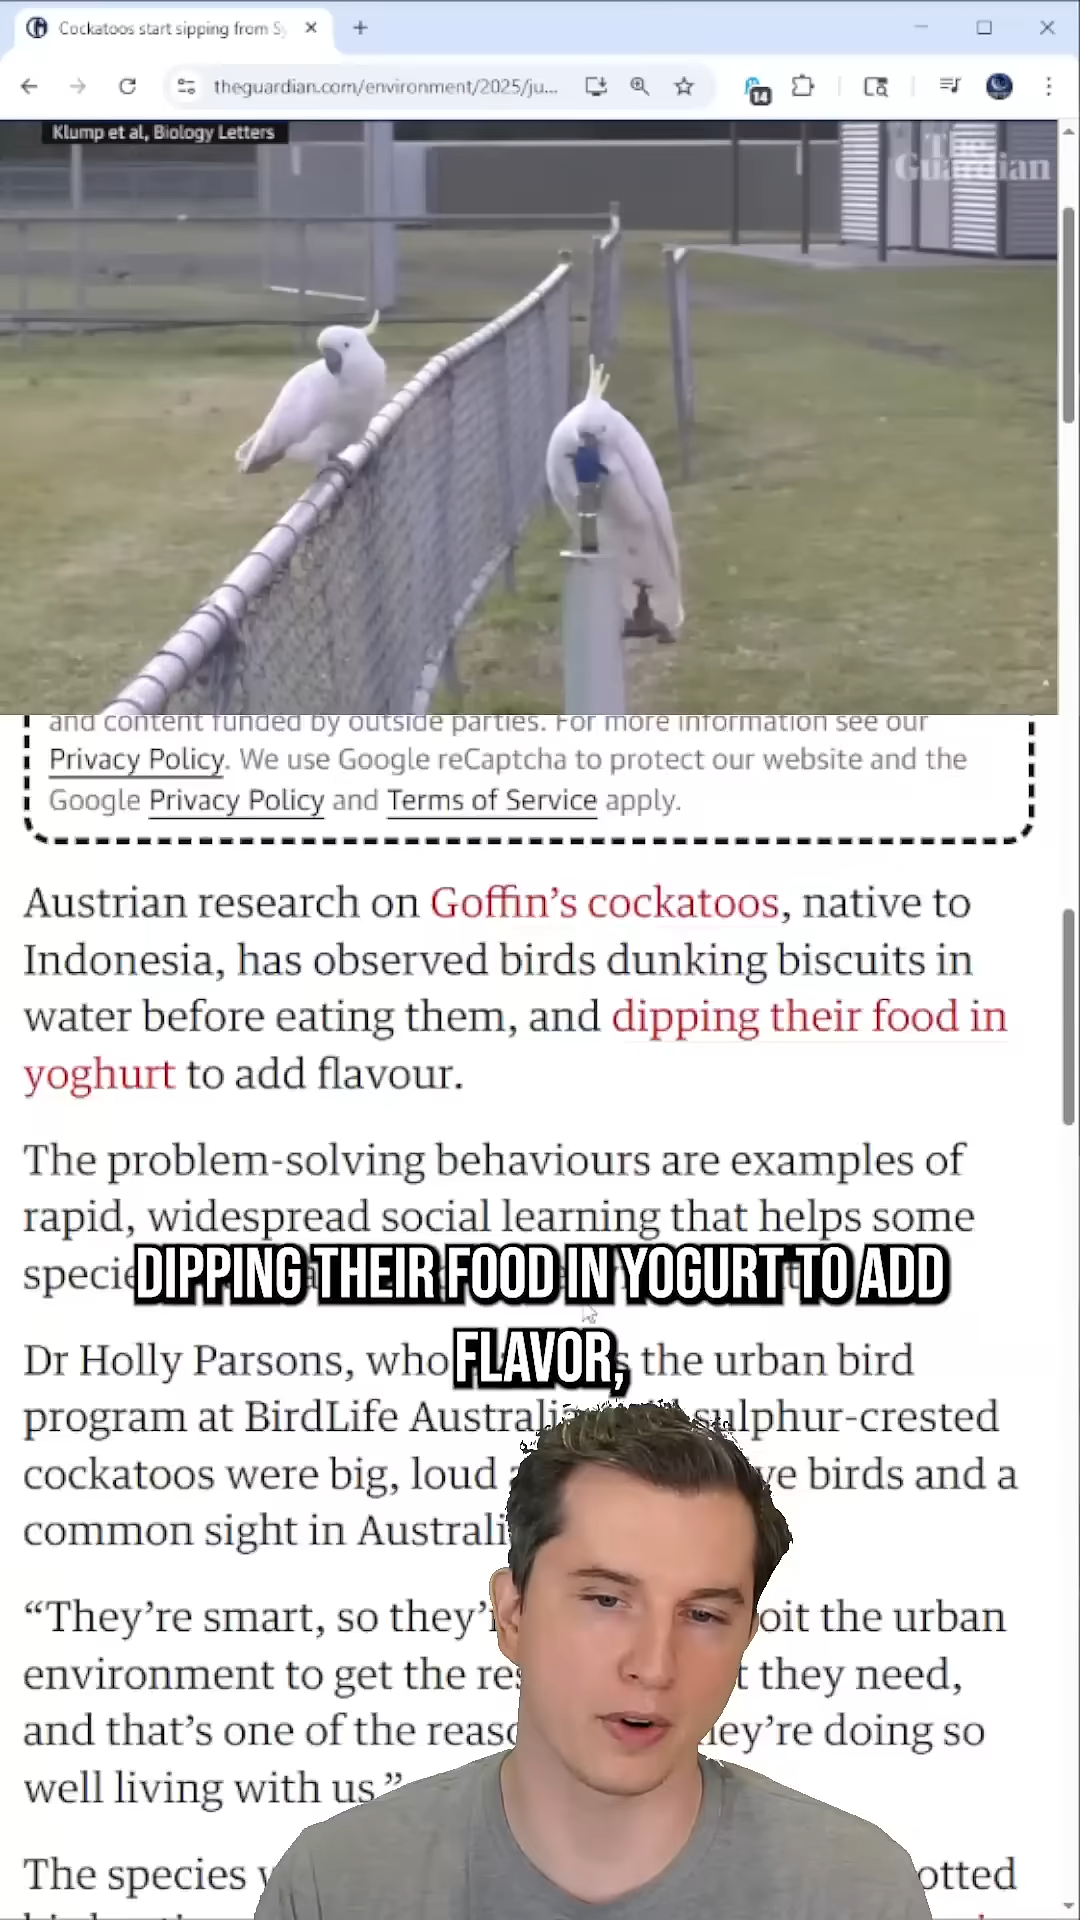 Cockatoos start sipping from Sy
theguardian.com/environment/2025/ju...
14
Klump et al, Biology Letters
The
Guardian
and content funded by outside parties. For more information see our
Privacy Policy. We use Google reCaptcha to protect our website and the
Google Privacy Policy and Terms of Service apply.
Austrian research on Goffin’s cockatoos, native to
Indonesia, has observed birds dunking biscuits in
water before eating them, and dipping their food in
yoghurt to add flavour.
The problem-solving behaviours are examples of
rapid, widespread social learning that helps some
specie
DIPPING THEIR FOOD IN YOGURT TO ADD
FLAVOR,
Dr Holly Parsons, who the urban bird
program at BirdLife Australia sulphur-crested
cockatoos were big, loud ve birds and a
common sight in Australi
“They’re smart, so they’r oit the urban
environment to get the res t they need,
and that’s one of the reaso ey’re doing so
well living with us.”
The species otted